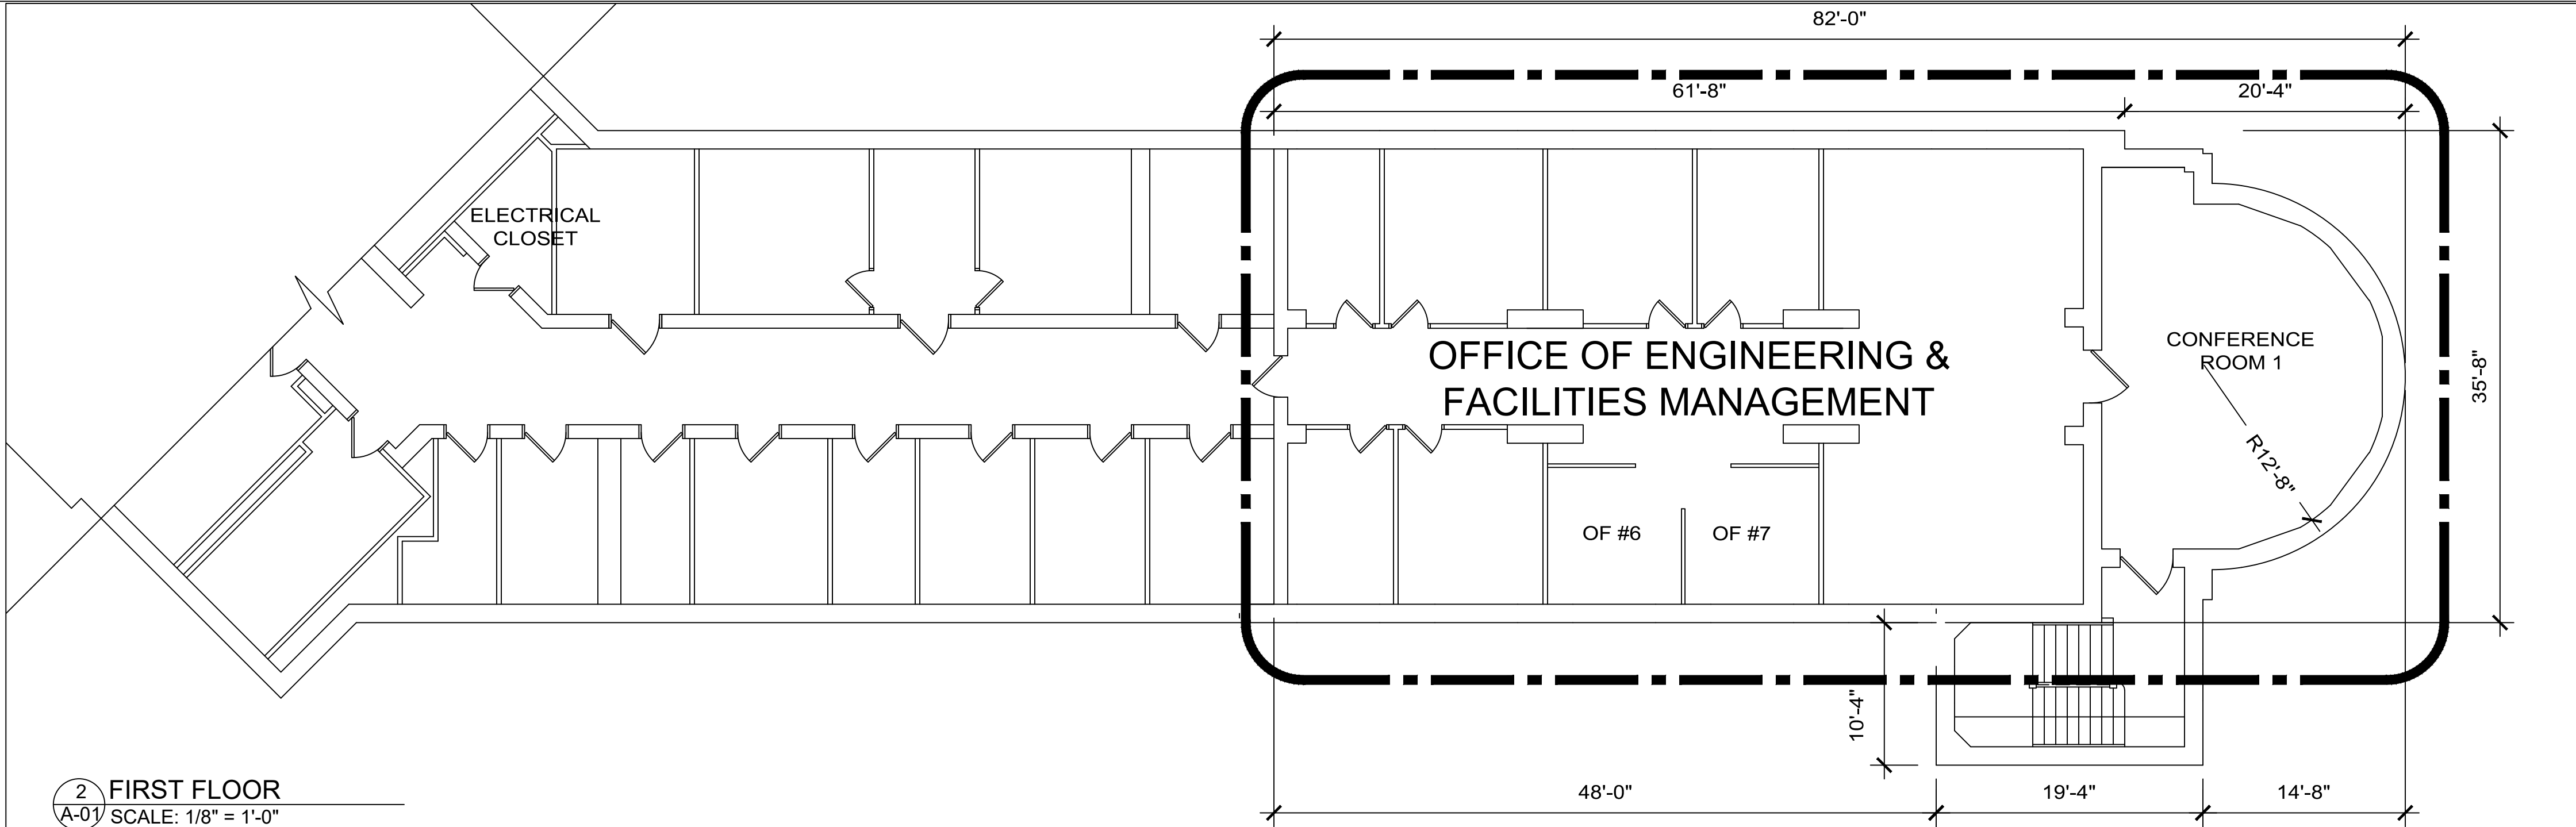 82'-0"
61'-8"
20'-4"
ELECTRICAL
CLOSET
CONFERENCE
ROOM 1
OFFICE OF ENGINEERING &
FACILITIES MANAGEMENT
35'-8"
R12'-8"
OF #6
OF #7
10'-4"
48'-0"
19'-4"
14'-8"
2
FIRST FLOOR
A-01
SCALE: 1/8" = 1'-0"